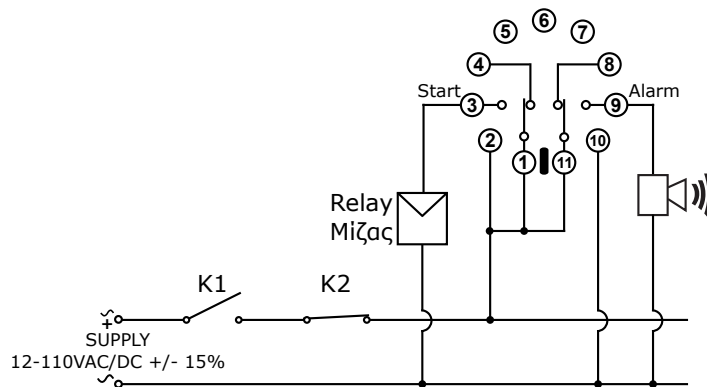 6
5
7
4
8
Start
3
9
Alarm
2
10
1
11
Relay
Μίζας
K1
K2
+
SUPPLY
12-110VAC/DC +/- 15%